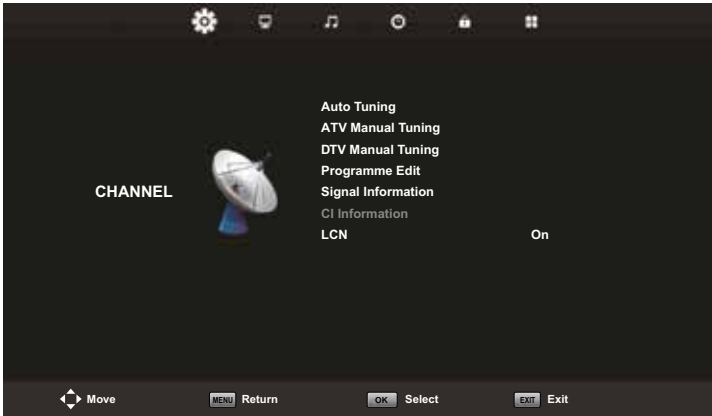 Auto Tuning
ATV Manual Tuning
DTV Manual Tuning
Programme Edit
CHANNEL
Signal Information
CI Information
LCN On
Move MENU Return OK Select EXIT Exit